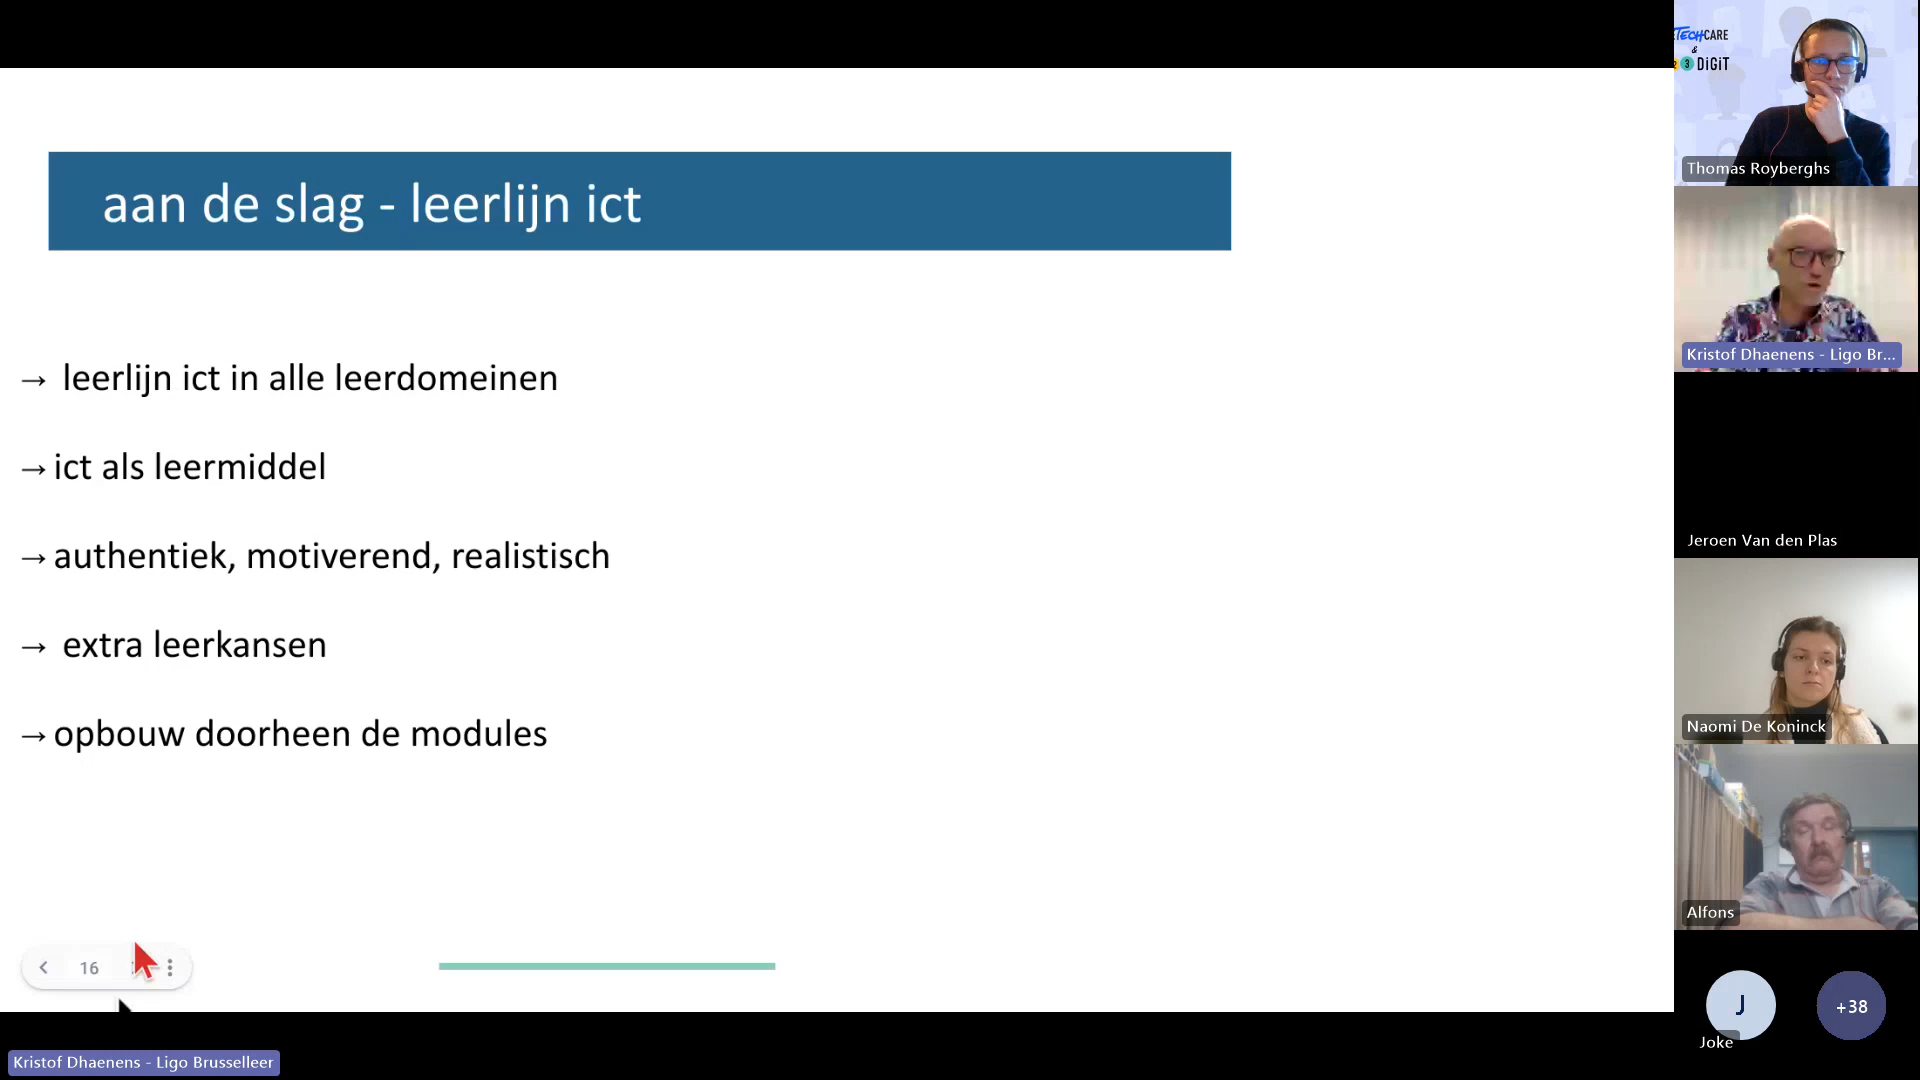 aan de slag - leerlijn ict
→ leerlijn ict in alle leerdomeinen
→ ict als leermiddel
→ authentiek, motiverend, realistisch
→ extra leerkansen
→ opbouw doorheen de modules
16
Kristof Dhaenens - Ligo Brusselleer
TECHCARE
&
3 DiGiT
Thomas Royberghs
Kristof Dhaenens - Ligo Br...
Jeroen Van den Plas
Naomi De Koninck
Alfons
J
Joke
+38